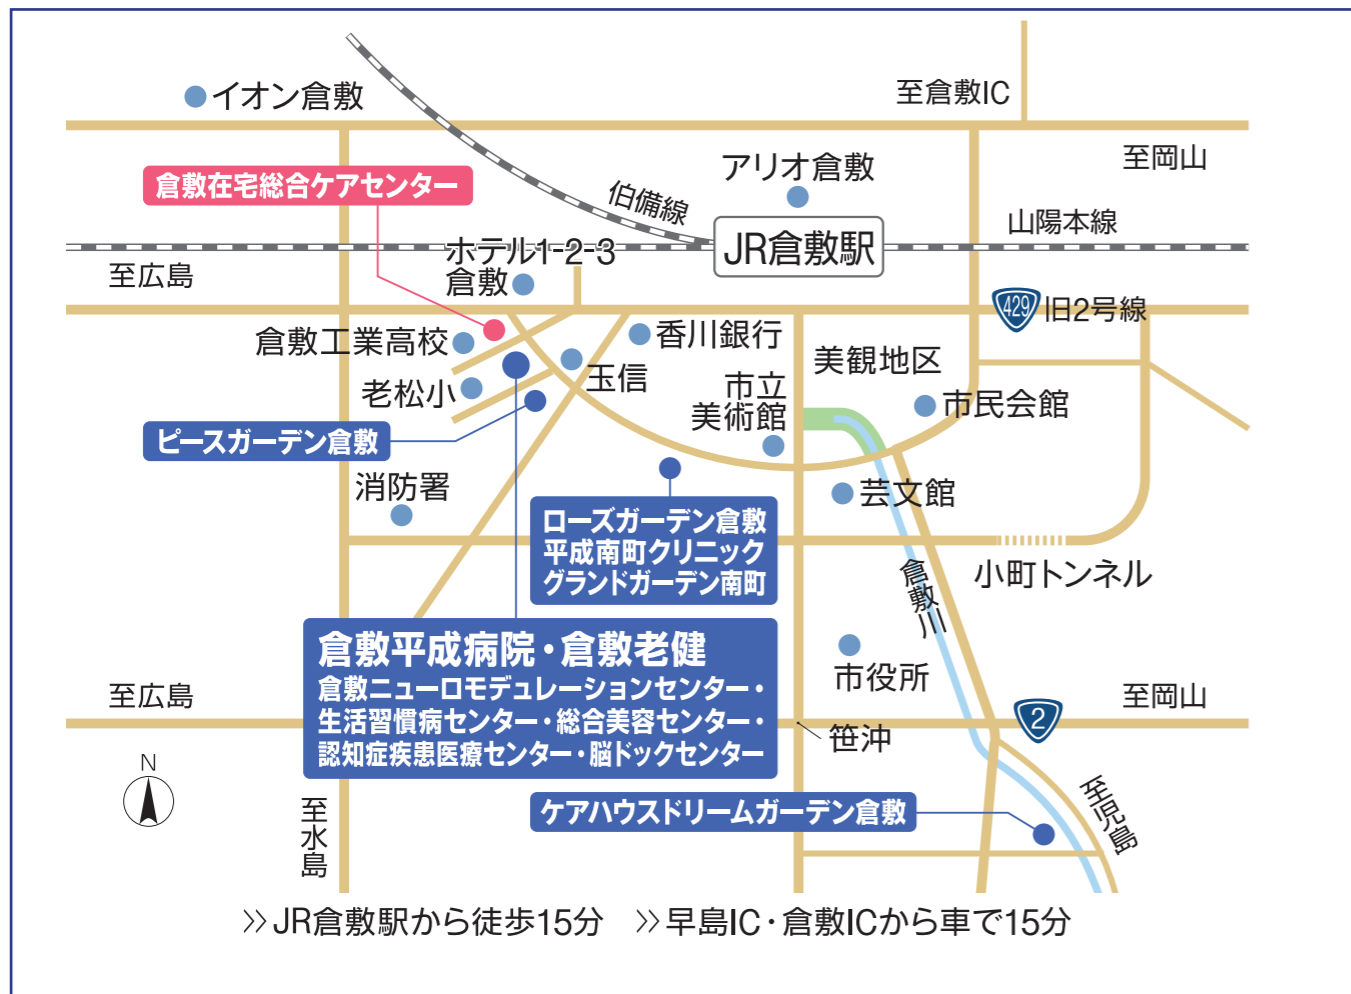 イオン倉敷
至倉敷IC
至岡山
アリオ倉敷
倉敷在宅総合ケアセンター
伯備線
山陽本線
JR倉敷駅
ホテル1-2-3
倉敷
至広島
429
旧2号線
香川銀行
倉敷工業高校
美観地区
玉信
市立
美術館
老松小
市民会館
ピースガーデン倉敷
消防署
芸文館
ローズガーデン倉敷
平成南町クリニック
グランドガーデン南町
小町トンネル
倉敷川
倉敷平成病院・倉敷老健
倉敷ニューロモデュレーションセンター・
生活習慣病センター・総合美容センター・
認知症疾患医療センター・脳ドックセンター
市役所
至広島
至岡山
2
笹沖
N
至水島
ケアハウスドリームガーデン倉敷
至児島
≫JR倉敷駅から徒歩15分　≫早島IC・倉敷ICから車で15分